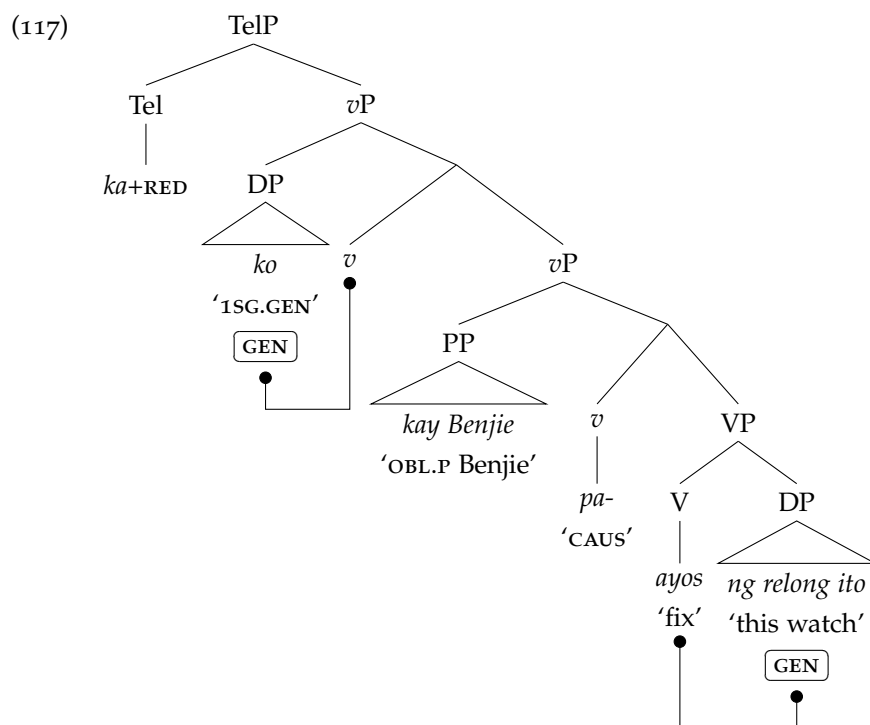 (117) TelP
Tel vP
ka+RED DP
ko v vP
‘1SG.GEN’
GEN PP
kay Benjie v VP
‘OBL.P Benjie’
pa- V DP
‘CAUS’
ayos ng relong ito
‘fix’ ‘this watch’
GEN